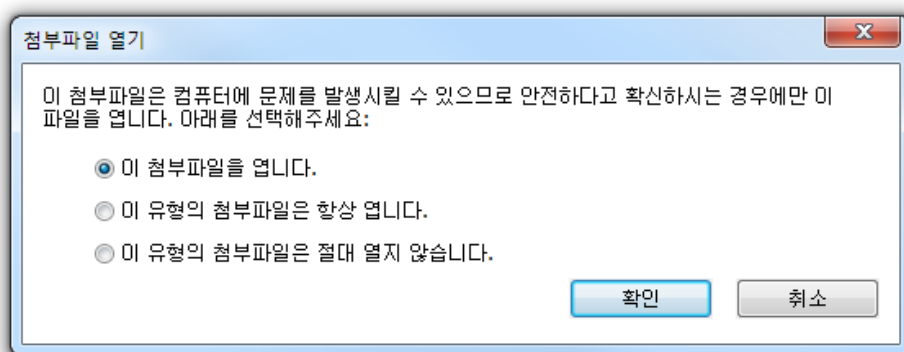 첨부파일 열기
이 첨부파일은 컴퓨터에 문제를 발생시킬 수 있으므로 안전하다고 확신하시는 경우에만 이
파일을 엽니다. 아래를 선택해주세요:
이 첨부파일을 엽니다.
이 유형의 첨부파일은 항상 엽니다.
이 유형의 첨부파일은 절대 열지 않습니다.
확인 취소